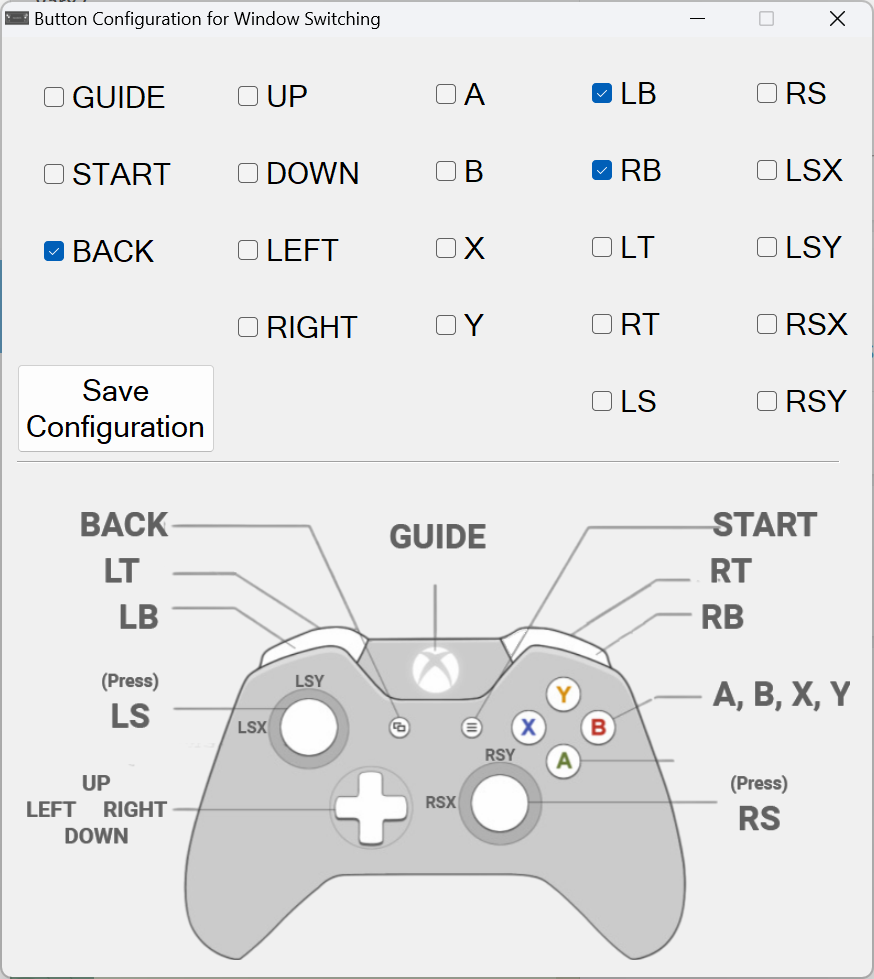 Button Configuration for Window Switching
GUIDE
UP
A
LB
RS
START
DOWN
B
RB
LSX
BACK
LEFT
X
LT
LSY
RIGHT
Y
RT
RSX
Save
Configuration
LS
RSY
BACK
GUIDE
START
LT
RT
LB
RB
(Press)
LS
LSY
LSX
Y
X
B
A
A, B, X, Y
RSY
RSX
UP
LEFT RIGHT
DOWN
(Press)
RS